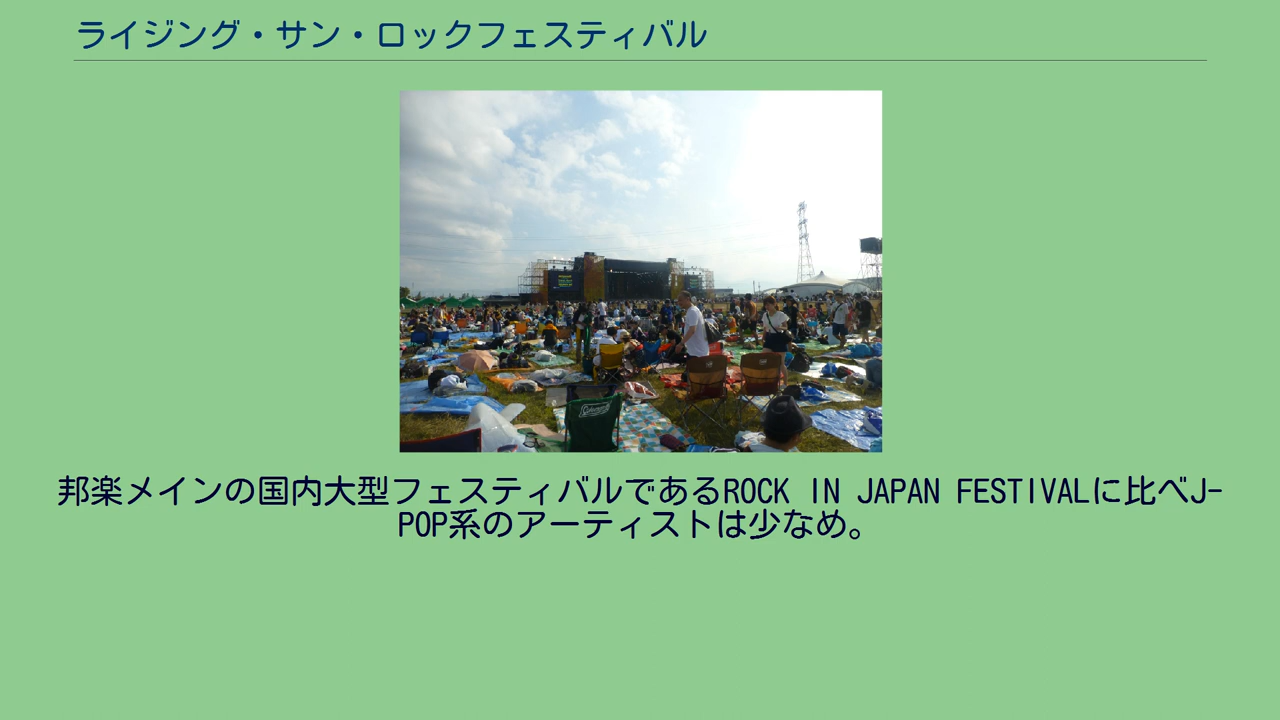 ライジング・サン・ロックフェスティバル
Coleman
邦楽メインの国内大型フェスティバルであるROCK IN JAPAN FESTIVALに比べJ-
POP系のアーティストは少なめ。